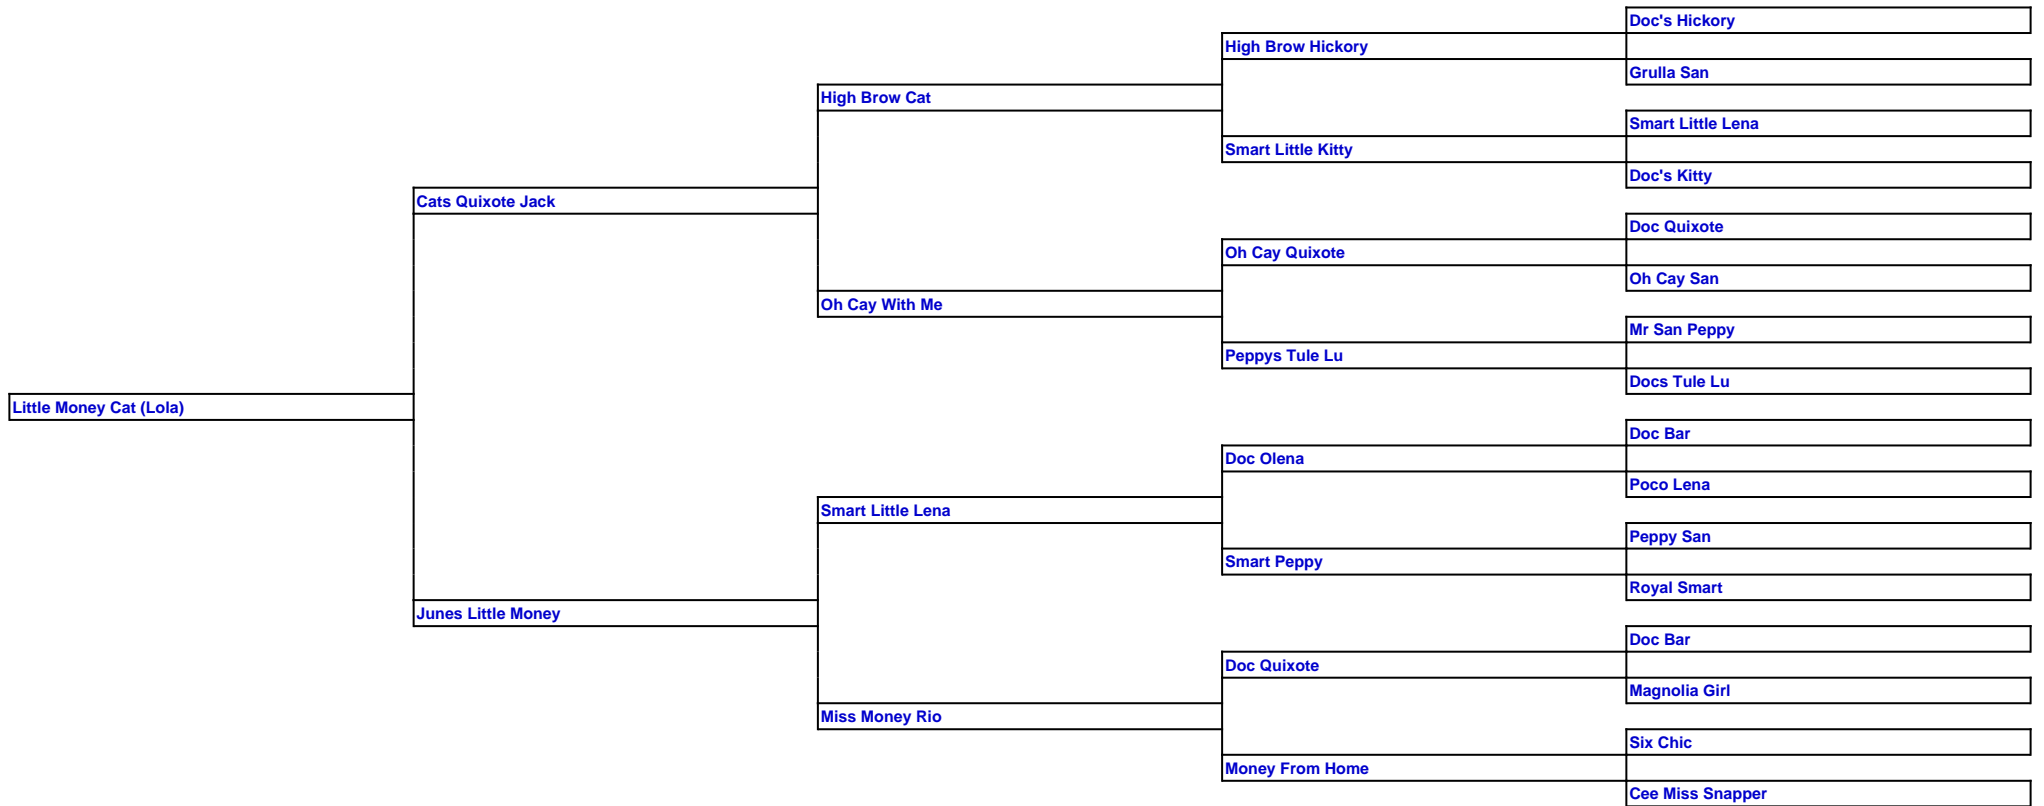 Doc's Hickory
High Brow Hickory
Grulla San
High Brow Cat
Smart Little Lena
Smart Little Kitty
Doc's Kitty
Cats Quixote Jack
Doc Quixote
Oh Cay Quixote
Oh Cay San
Oh Cay With Me
Mr San Peppy
Peppys Tule Lu
Docs Tule Lu
Little Money Cat (Lola)
Doc Bar
Doc Olena
Poco Lena
Smart Little Lena
Peppy San
Smart Peppy
Royal Smart
Junes Little Money
Doc Bar
Doc Quixote
Magnolia Girl
Miss Money Rio
Six Chic
Money From Home
Cee Miss Snapper